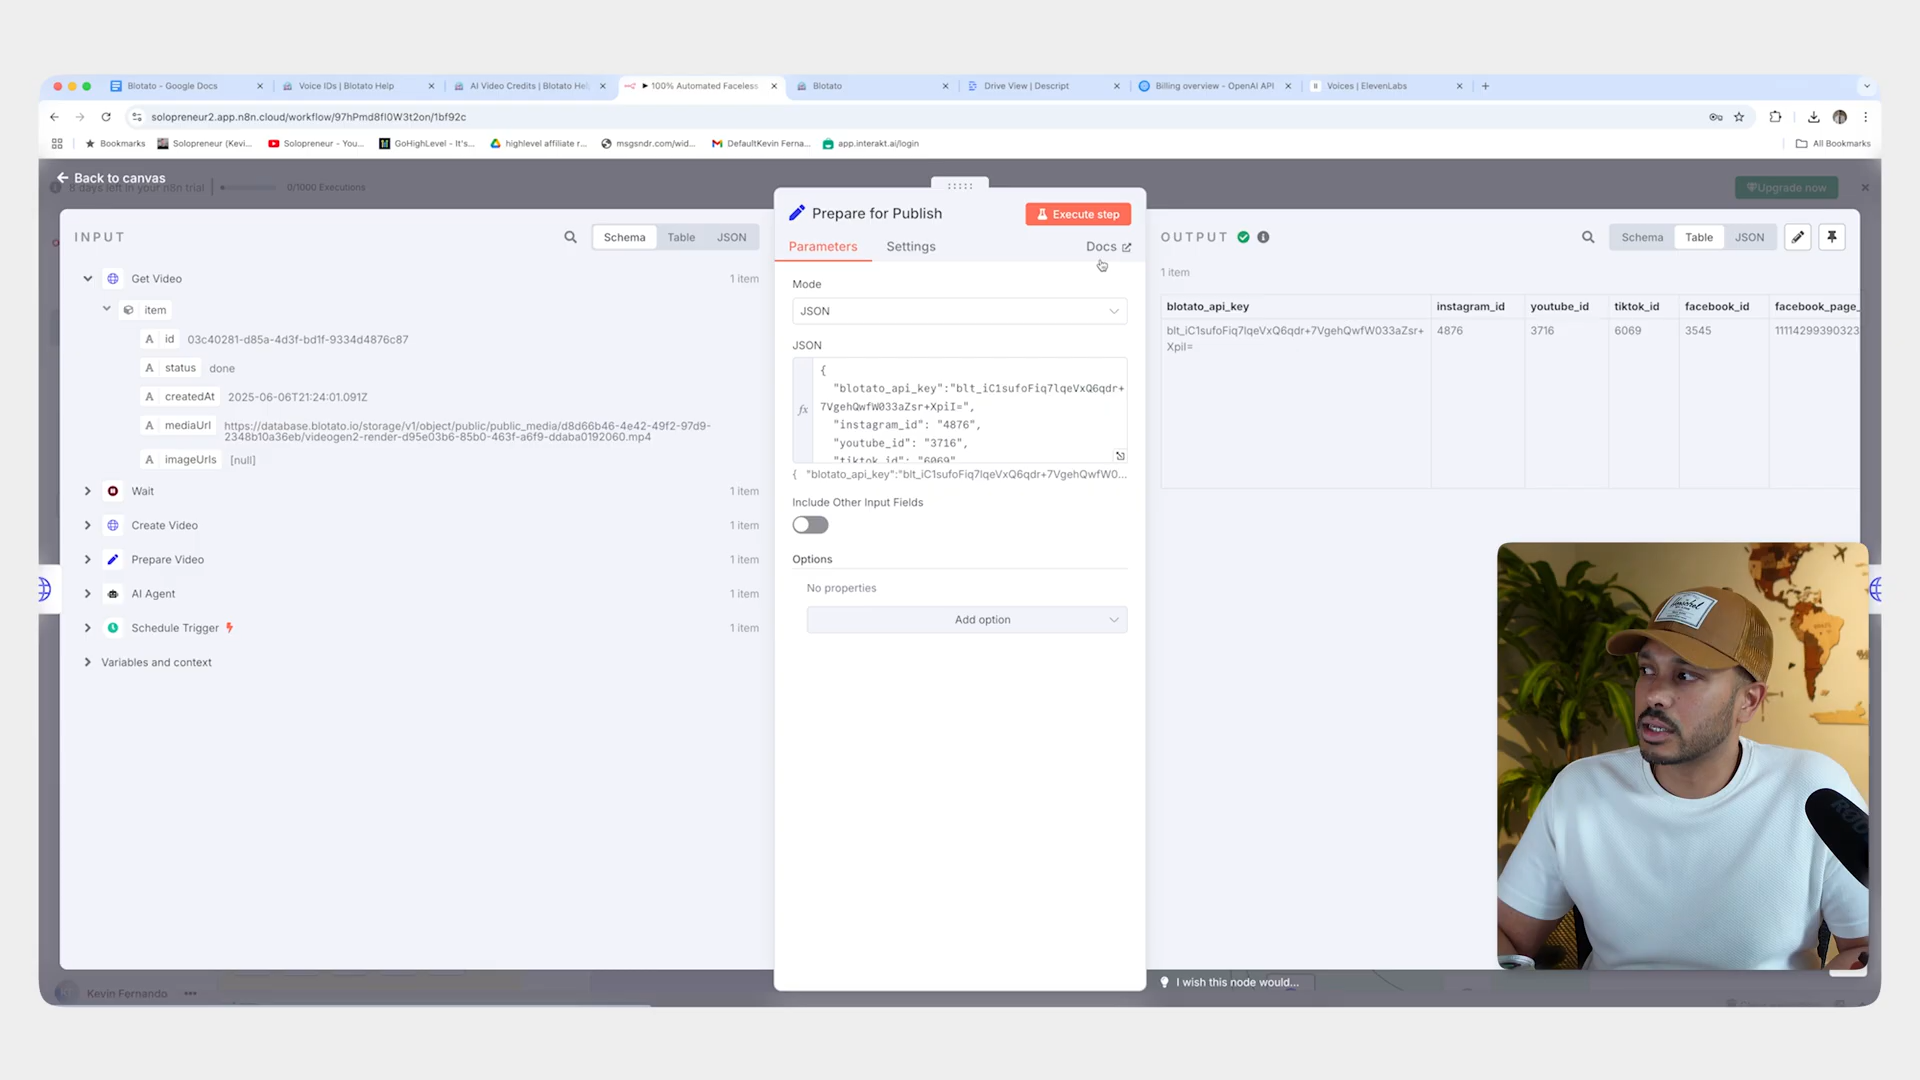 Blotato - Google Docs
Voice IDs | Blotato Help
AI Video Credits | Blotato Hel
100% Automated Faceless
Blotato
Drive View | Descript
Billing overview - OpenAI API
Voices | ElevenLabs
solopreneur2.app.n8n.cloud/workflow/97hPmd8fI0W3t2on/1bf92c
Bookmarks
Solopreneur (Kevi...
Solopreneur - You...
GoHighLevel - It's...
highlevel affiliate r...
msgsndr.com/wid...
DefaultKevin Ferna...
app.interakt.ai/login
All Bookmarks
Back to canvas
8 days left in your n8n trial
0/1000 Executions
Upgrade now
INPUT
Schema
Table
JSON
Get Video
1 item
item
A id 03c40281-d85a-4d3f-bd1f-9334d4876c87
A status done
A createdAt 2025-06-06T21:24:01.091Z
A mediaUrl https://database.blotato.io/storage/v1/object/public/public_media/d8d66b46-4e42-49f2-97d9-
2348b10a36eb/videogen2-render-d95e03b6-85b0-463f-a6f9-ddaba0192060.mp4
A imageUrls [null]
Wait
1 item
Create Video
1 item
Prepare Video
1 item
AI Agent
1 item
Schedule Trigger
1 item
Variables and context
Kevin Fernando
Prepare for Publish
Execute step
Parameters
Settings
Docs
Mode
JSON
JSON
fx
{
"blotato_api_key":"blt_iC1sufoFiq7lqeVxQ6qdr+
7VgehQwfW033aZsr+XpiI=",
"instagram_id": "4876",
"youtube_id": "3716",
"tiktok_id": "6069",
{ "blotato_api_key":"blt_iC1sufoFiq7lqeVxQ6qdr+7VgehQwfW0...
Include Other Input Fields
Options
No properties
Add option
OUTPUT
Schema
Table
JSON
1 item
blotato_api_key
instagram_id
youtube_id
tiktok_id
facebook_id
facebook_page_
blt_iC1sufoFiq7lqeVxQ6qdr+7VgehQwfW033aZsr+
XpiI=
4876
3716
6069
3545
11114299390323
I wish this node would...
Herschel